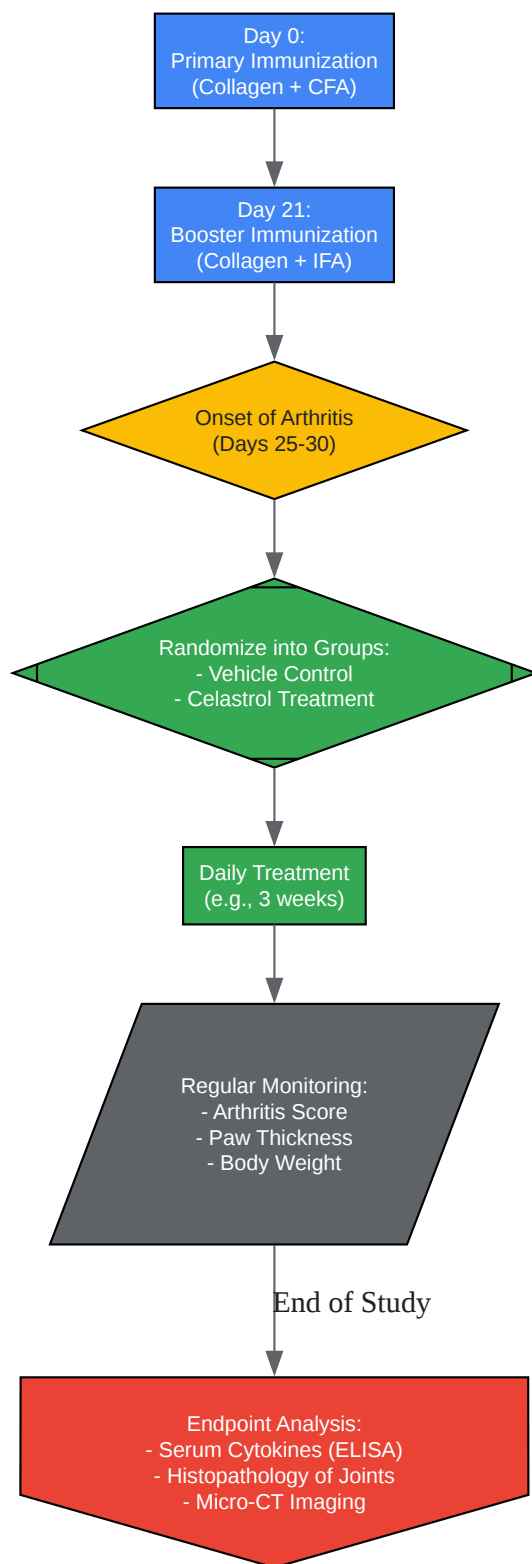 Day 0:
Primary Immunization
(Collagen + CFA)
Day 21:
Booster Immunization
(Collagen + IFA)
Onset of Arthritis
(Days 25-30)
Randomize into Groups:
- Vehicle Control
- Celastrol Treatment
Daily Treatment
(e.g., 3 weeks)
Regular Monitoring:
- Arthritis Score
- Paw Thickness
- Body Weight
End of Study
Endpoint Analysis:
- Serum Cytokines (ELISA)
- Histopathology of Joints
- Micro-CT Imaging